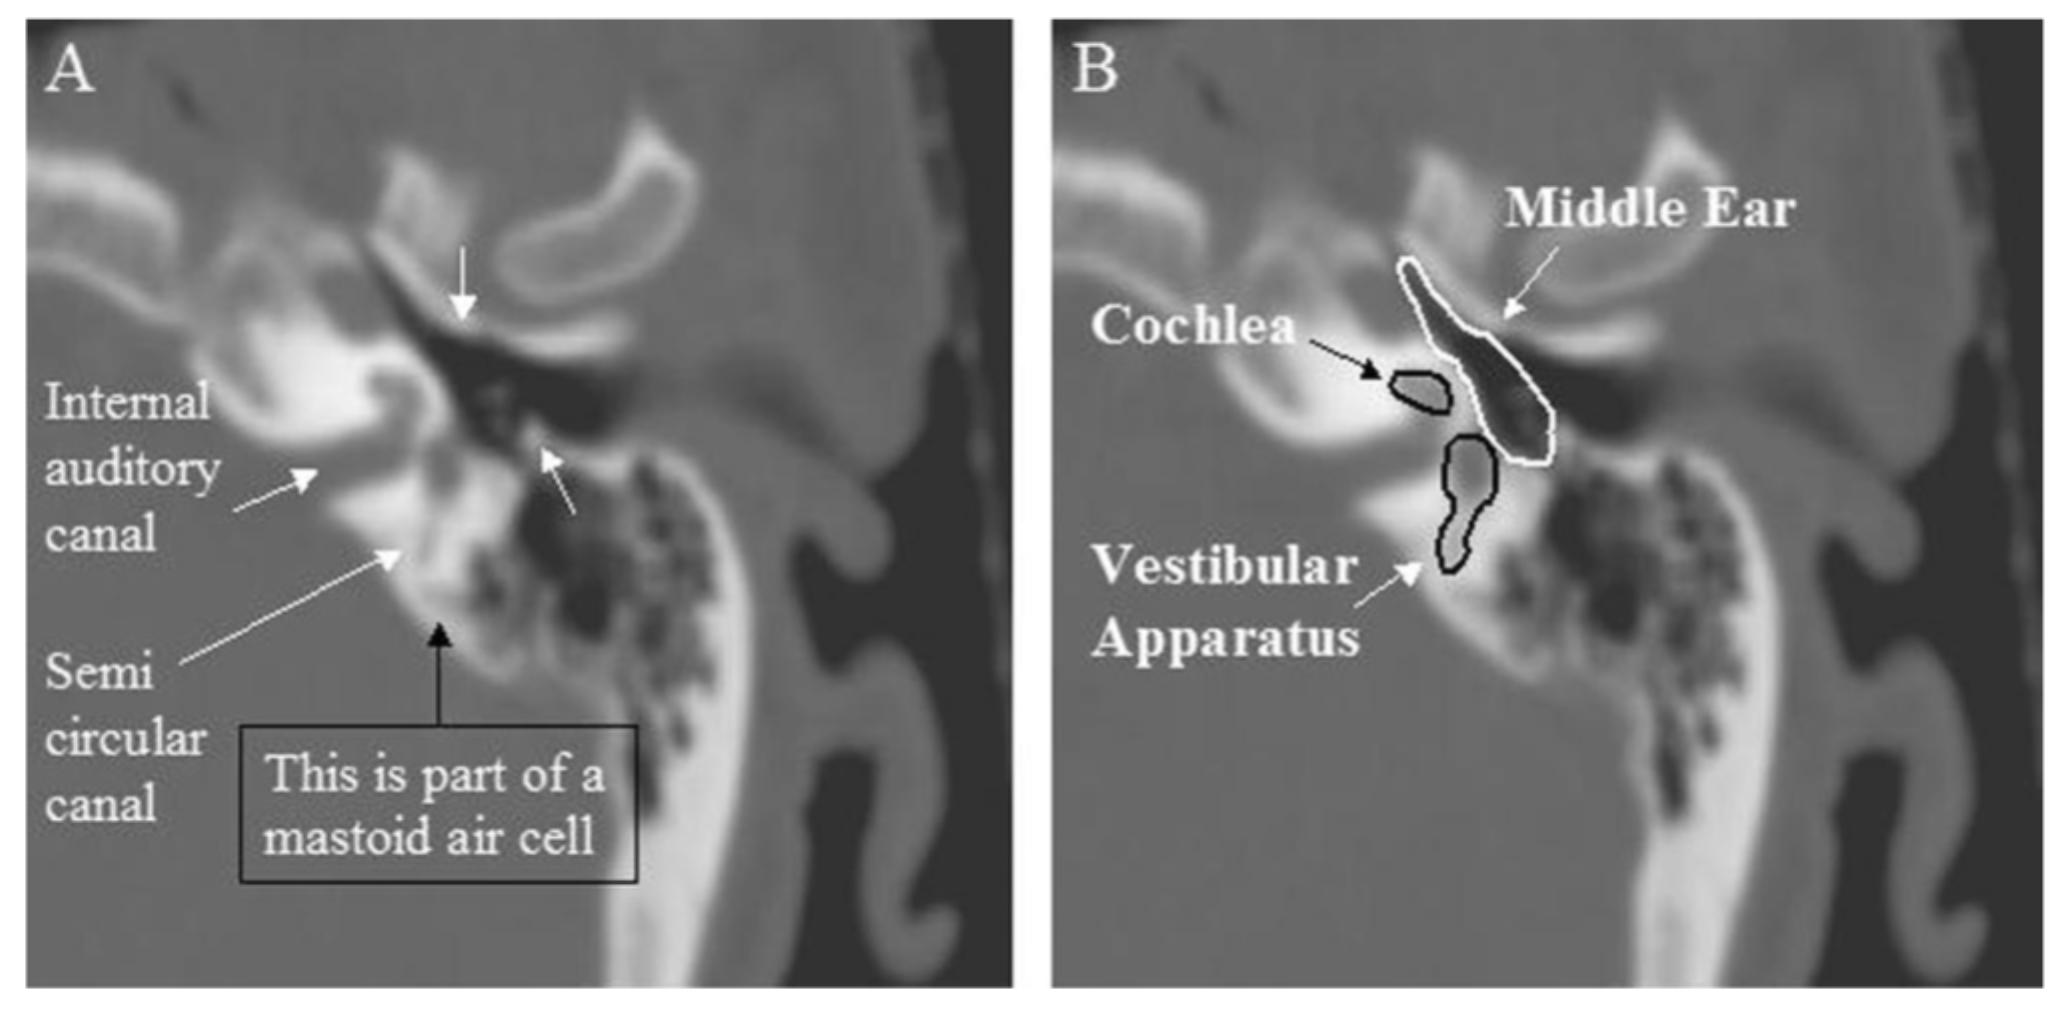 A
Internal
auditory
canal
Semi
circular
canal
This is part of a
mastoid air cell
B
Middle Ear
Cochlea
Vestibular
Apparatus